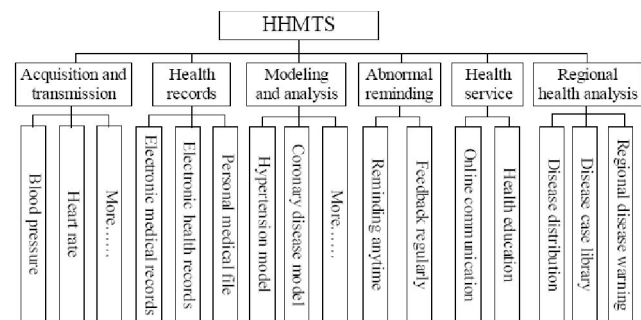 HHMTS
Acquisition and
transmission
Health
records
Modeling
and analysis
Abnormal
reminding
Health
service
Regional
health analysis
Blood pressure
Heart rate
More......
Electronic medical records
Electronic health records
Personal medical file
Hypertension model
Coronary disease model
More......
Reminding anytime
Feedback regularly
Online communication
Health education
Disease distribution
Disease case library
Regional disease warning